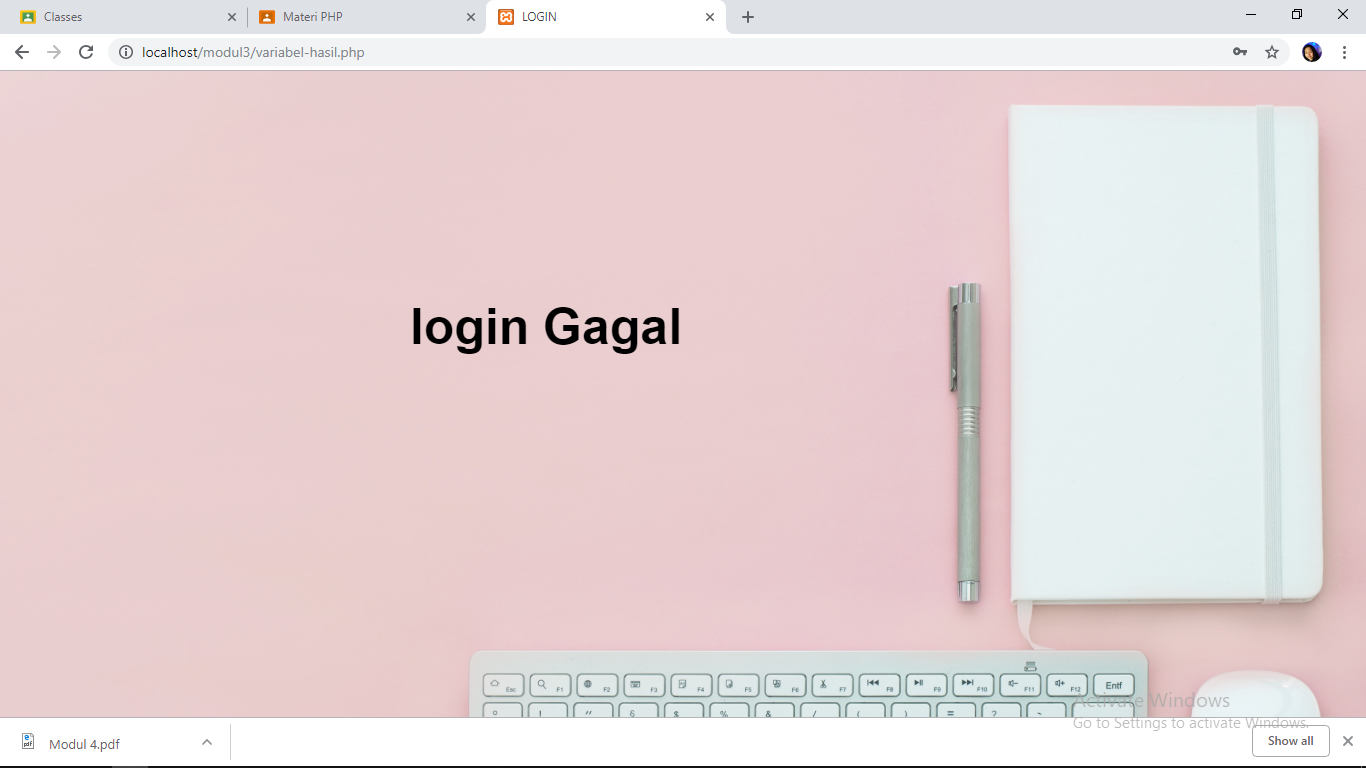 Classes
Materi PHP
LOGIN
localhost/modul3/variabel-hasil.php
login Gagal
Esc F1 F2 F3 F4 F5 F6 F7 F8 F9 F10 F11 F12 Entf
! " § $ % & / ( ) = ?
Activate Windows
Go to Settings to activate Windows.
Modul 4.pdf
Show all